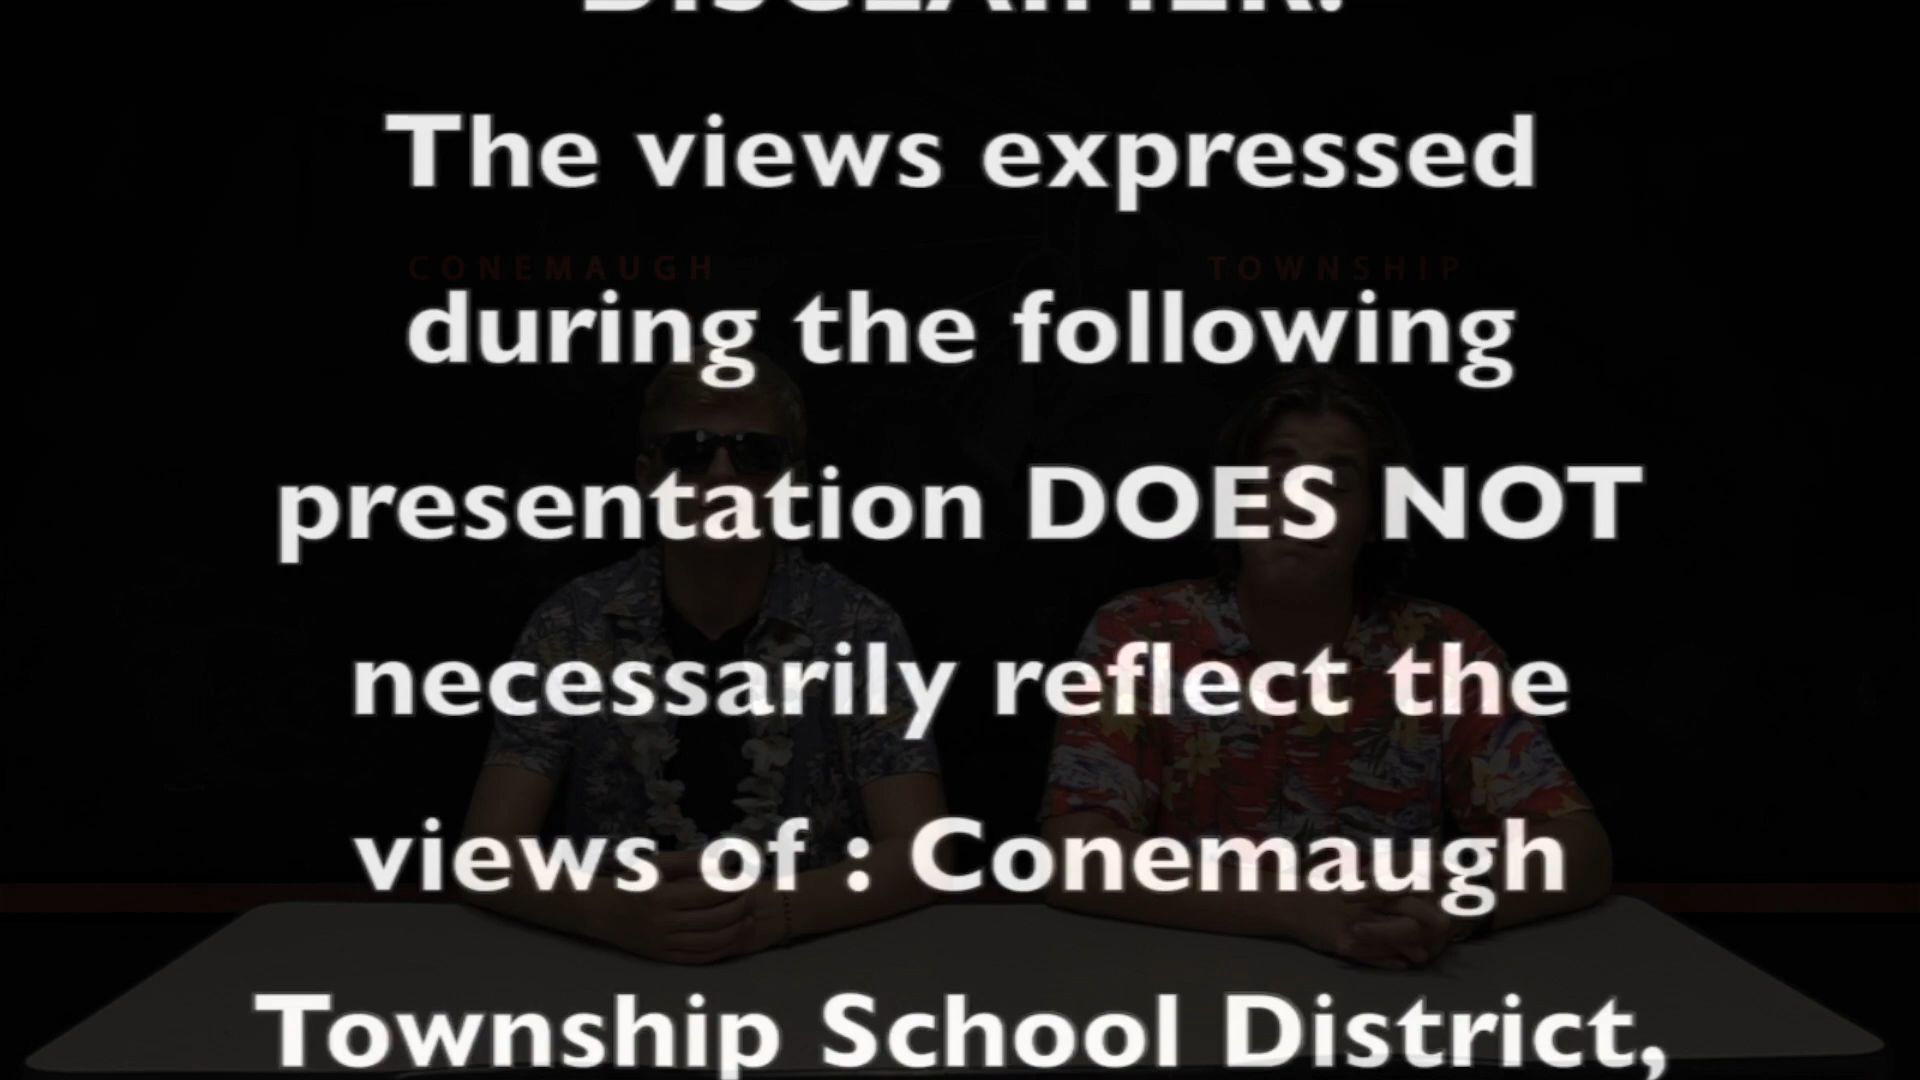 DISCLAIMER:
The views expressed
CONEMAUGH TOWNSHIP
during the following
presentation DOES NOT
necessarily reflect the
views of : Conemaugh
Township School District,